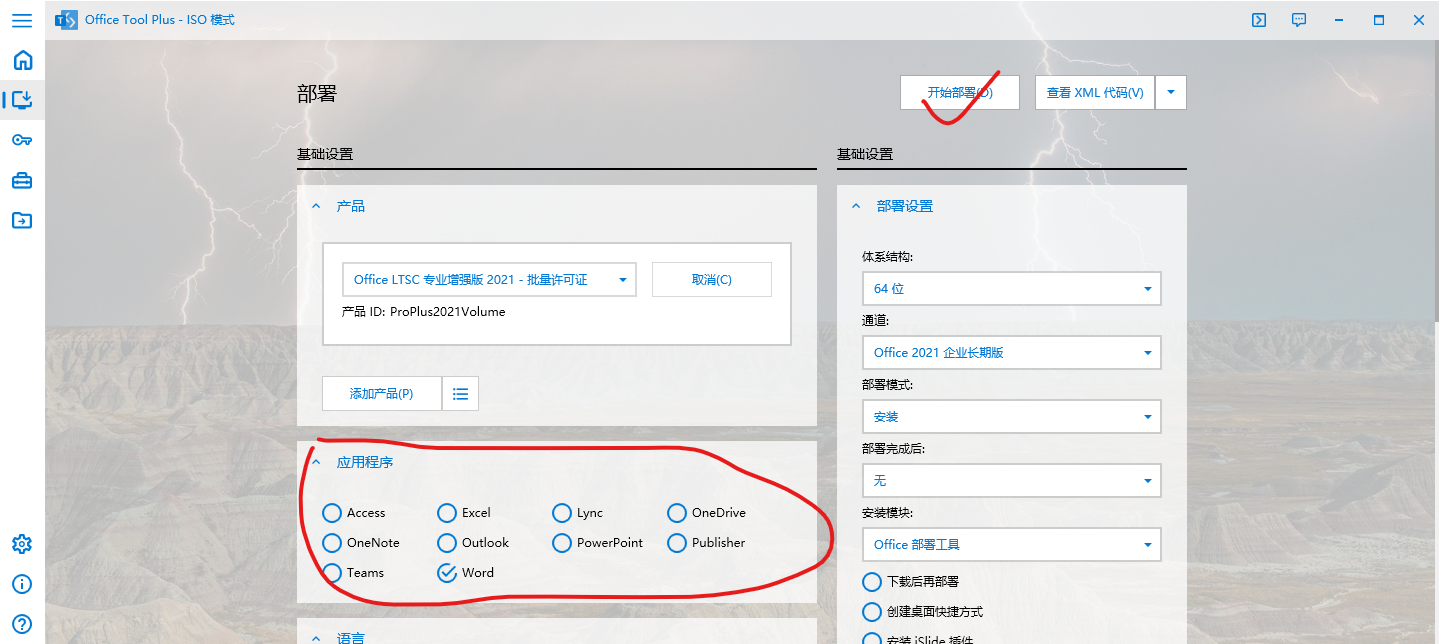 Office Tool Plus - ISO 模式
部署
开始部署(D)
查看 XML 代码(V)
基础设置
基础设置
产品
Office LTSC 专业增强版 2021 - 批量许可证
取消(C)
产品 ID: ProPlus2021Volume
添加产品(P)
应用程序
Access
Excel
Lync
OneDrive
OneNote
Outlook
PowerPoint
Publisher
Teams
Word
语言
部署设置
体系结构:
64 位
通道:
Office 2021 企业长期版
部署模式:
安装
部署完成后:
无
安装模块:
Office 部署工具
下载后再部署
创建桌面快捷方式
安装 iSlide 插件